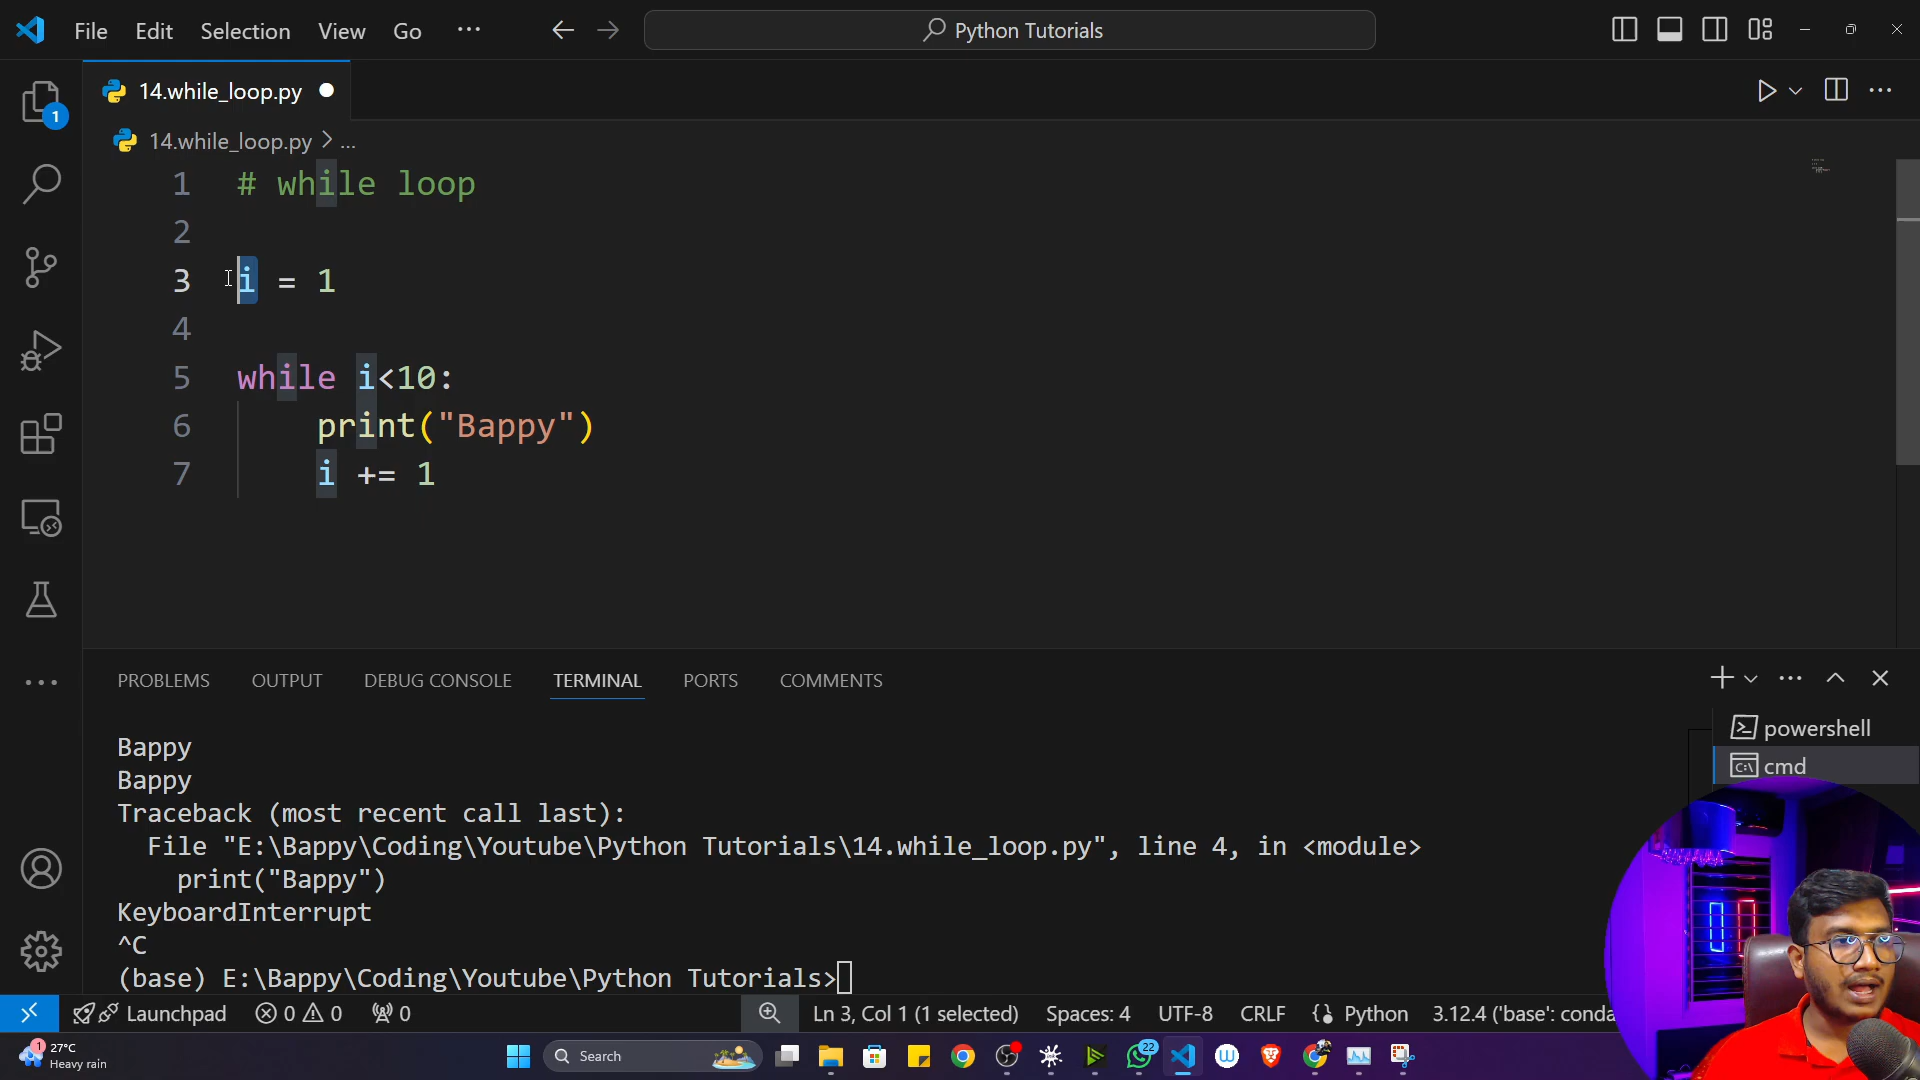 File Edit Selection View Go ··· Python Tutorials
14.while_loop.py
1
14.while_loop.py > ...
1 # while loop
2
3 i = 1
4
5 while i<10:
6 print("Bappy")
7 i += 1
PROBLEMS OUTPUT DEBUG CONSOLE TERMINAL PORTS COMMENTS
powershell
cmd
Bappy
Bappy
Traceback (most recent call last):
File "E:\Bappy\Coding\Youtube\Python Tutorials\14.while_loop.py", line 4, in <module>
print("Bappy")
KeyboardInterrupt
^C
(base) E:\Bappy\Coding\Youtube\Python Tutorials>
Launchpad 0 0 0 Ln 3, Col 1 (1 selected) Spaces: 4 UTF-8 CRLF Python 3.12.4 ('base': conda
1 27°C
Heavy rain
Search
22